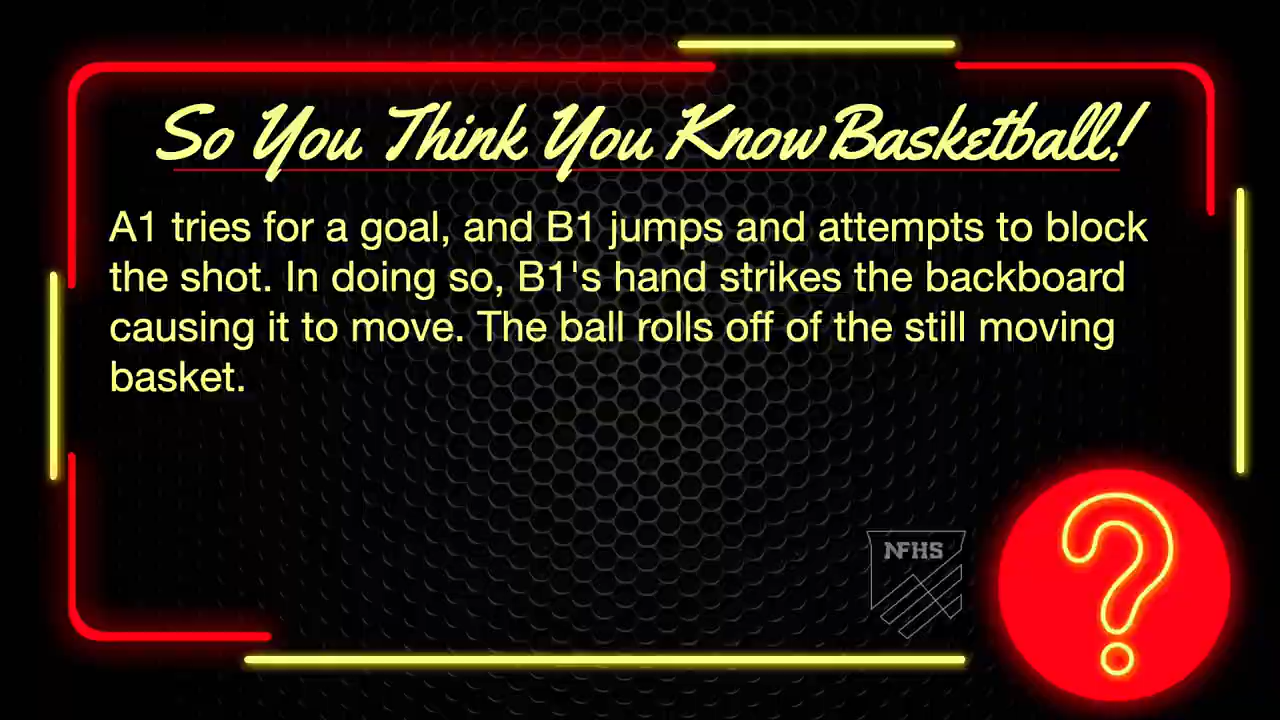 So You Think You Know Basketball!
A1 tries for a goal, and B1 jumps and attempts to block
the shot. In doing so, B1's hand strikes the backboard
causing it to move. The ball rolls off of the still moving
basket.
NFHS
?